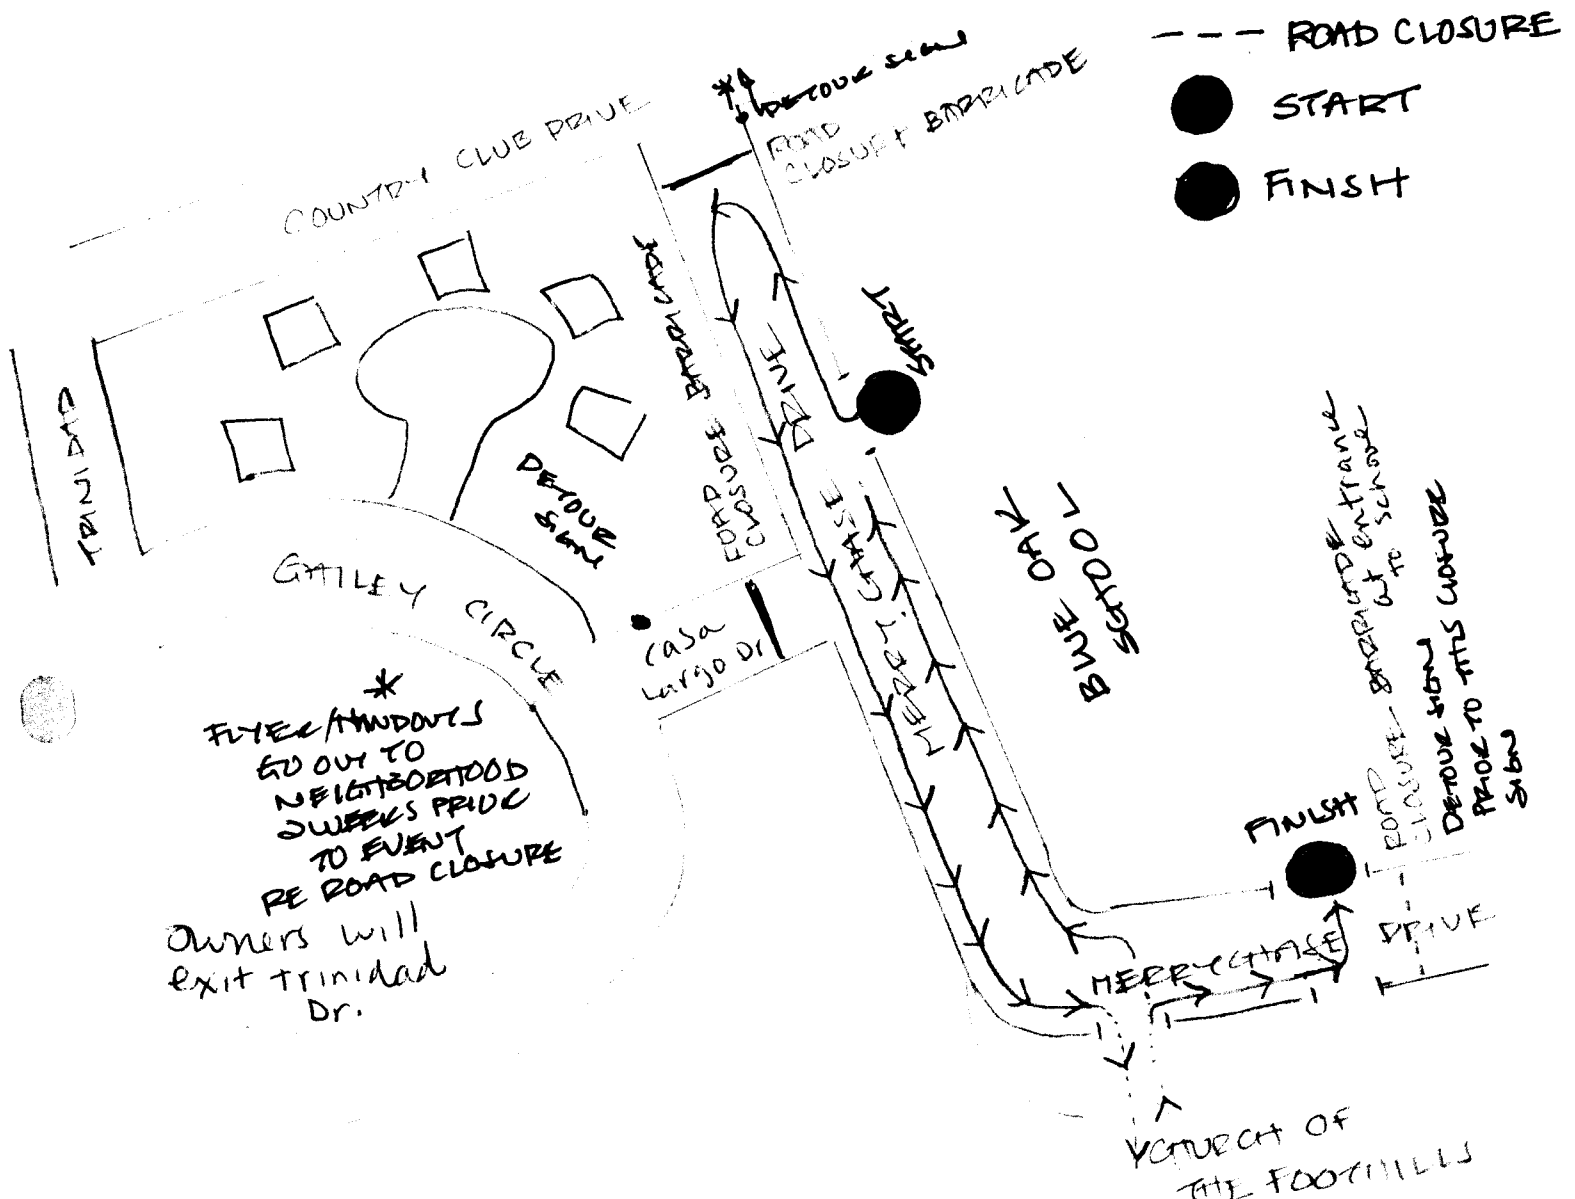 --- ROAD CLOSURE
START
FINSH
* DETOUR SIGN
ROAD
CLOSURE BARRICADE
COUNTRY CLUB DRIVE
TRINIDAD
START
ROAD
CLOSURE BARRICADE
DETOUR
SIGN
GAILEY CIRCLE
Casa
Largo Dr
MERRYCHASE DRIVE
BLUE OAK
SCHOOL
*
FLYER/HANDOUTS
GO OUT TO
NEIGHBORHOOD
2 WEEKS PRIOR
TO EVENT
RE ROAD CLOSURE
Owners will
exit trinidad
Dr.
FINISH
ROAD
CLOSURE - BARRICADE
at entrance
to school
DETOUR SIGN
PRIOR TO THIS CLOSURE
SIGN
MERRYCHASE DRIVE
CHURCH OF
THE FOOTHILLS